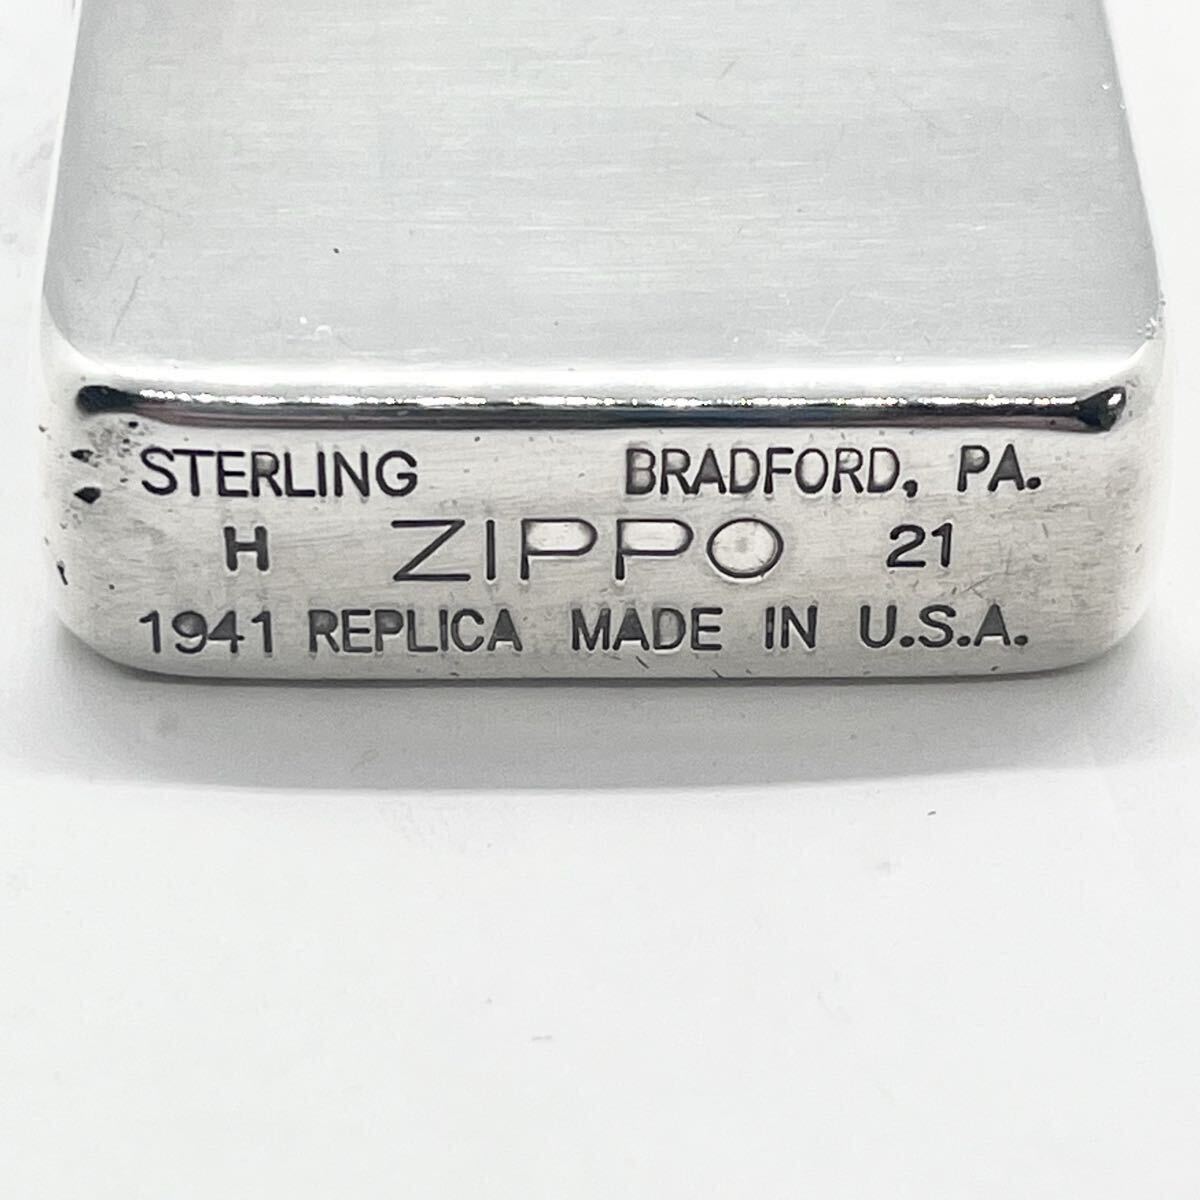 STERLING BRADFORD, PA.
H ZIPPO 21
1941 REPLICA MADE IN U.S.A.